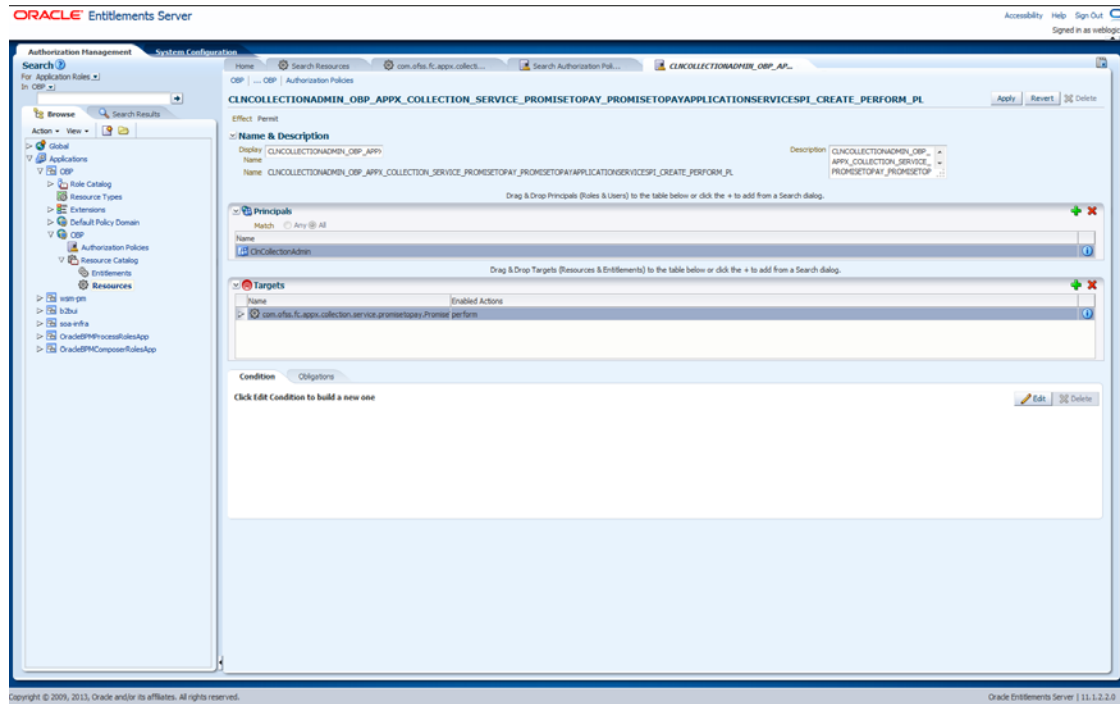 ORACLE Entitlements Server
Accessibility Help Sign Out
Signed in as weblogic
Authorization Management System Configuration
Search
For Application Roles
In OBP
Browse Search Results
Action View
Global
Applications
OBP
Role Catalog
Resource Types
Extensions
Default Policy Domain
OBP
Authorization Policies
Resource Catalog
Entitlements
Resources
wsm-pm
b2bui
soa-infra
OracleBPMProcessRolesApp
OracleBPMComposerRolesApp
Home Search Resources com.ofss.fc.appx.collecti... Search Authorization Poli... CLNCOLLECTIONADMIN_OBP_AP...
OBP | .... OBP | Authorization Policies
CLNCOLLECTIONADMIN_OBP_APPX_COLLECTION_SERVICE_PROMISETOPAY_PROMISETOPAYAPPLICATIONSERVICESPI_CREATE_PERFORM_PL
Apply Revert Delete
Effect Permit
Name & Description
Display Name CLNCOLLECTIONADMIN_OBP_APPX
Description CLNCOLLECTIONADMIN_OBP_
APPX_COLLECTION_SERVICE_
PROMISETOPAY_PROMISETOP
Name CLNCOLLECTIONADMIN_OBP_APPX_COLLECTION_SERVICE_PROMISETOPAY_PROMISETOPAYAPPLICATIONSERVICESPI_CREATE_PERFORM_PL
Drag & Drop Principals (Roles & Users) to the table below or click the + to add from a Search dialog.
Principals
Match Any All
Name
ClnCollectionAdmin
Drag & Drop Targets (Resources & Entitlements) to the table below or click the + to add from a Search dialog.
Targets
Name Enabled Actions
com.ofss.fc.appx.collection.service.promisetopay.Promise perform
Condition Obligations
Click Edit Condition to build a new one
Edit Delete
Copyright © 2009, 2013, Oracle and/or its affiliates. All rights reserved.
Oracle Entitlements Server | 11.1.2.2.0